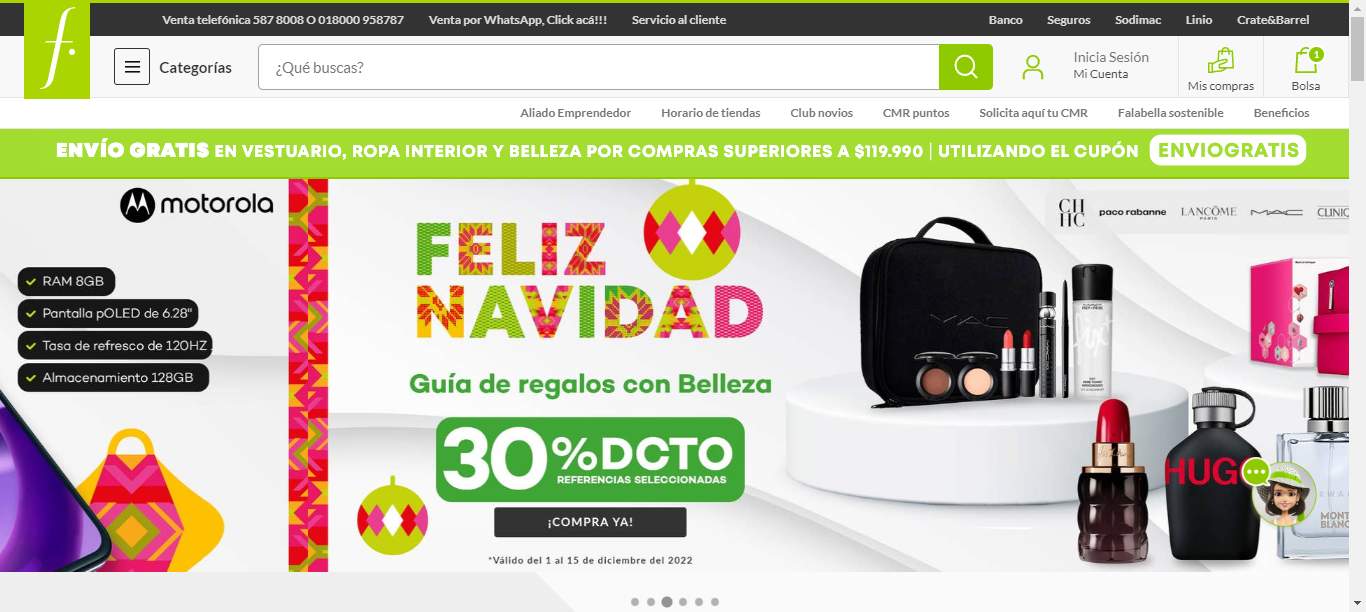 Venta telefónica 587 8008 O 018000 958787
Venta por WhatsApp, Click acá!!!
Servicio al cliente
Banco
Seguros
Sodimac
Linio
Crate&Barrel
f.
Categorías
¿Qué buscas?
Inicia Sesión
Mi Cuenta
Mis compras
1
Bolsa
Aliado Emprendedor
Horario de tiendas
Club novios
CMR puntos
Solicita aquí tu CMR
Falabella sostenible
Beneficios
ENVÍO GRATIS EN VESTUARIO, ROPA INTERIOR Y BELLEZA POR COMPRAS SUPERIORES A $119.990 | UTILIZANDO EL CUPÓN ENVIOGRATIS
motorola
RAM 8GB
Pantalla pOLED de 6.28"
Tasa de refresco de 120HZ
Almacenamiento 128GB
FELIZ
NAVIDAD
Guía de regalos con Belleza
30%DCTO
REFERENCIAS SELECCIONADAS
¡COMPRA YA!
*Válido del 1 al 15 de diciembre del 2022
CH
HC
paco rabanne
LANCÔME
PARIS
MAC
CLINIQ
MAC
fix
HUGO
MONT
BLANC